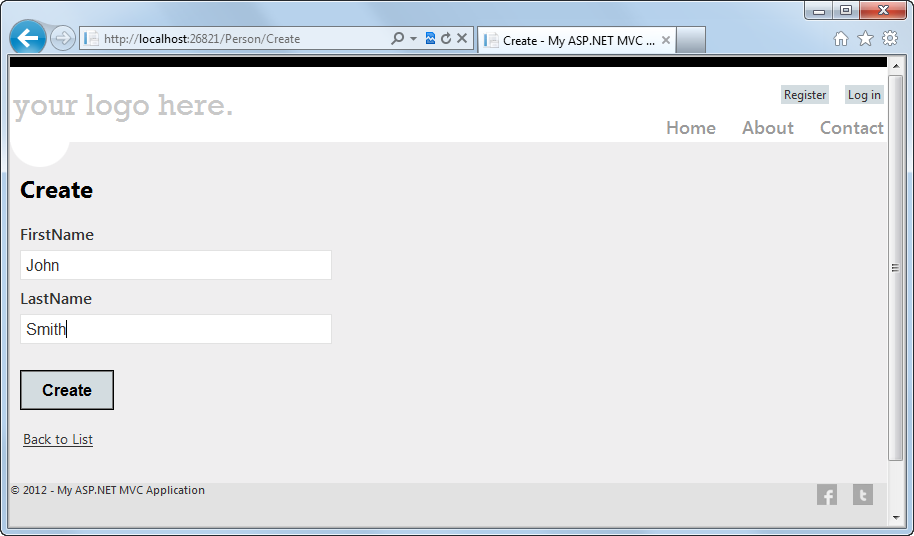 http://localhost:26821/Person/Create
Create - My ASP.NET MVC ...
your logo here.
Register Log in
Home About Contact
Create
FirstName
John
LastName
Smith
Create
Back to List
© 2012 - My ASP.NET MVC Application